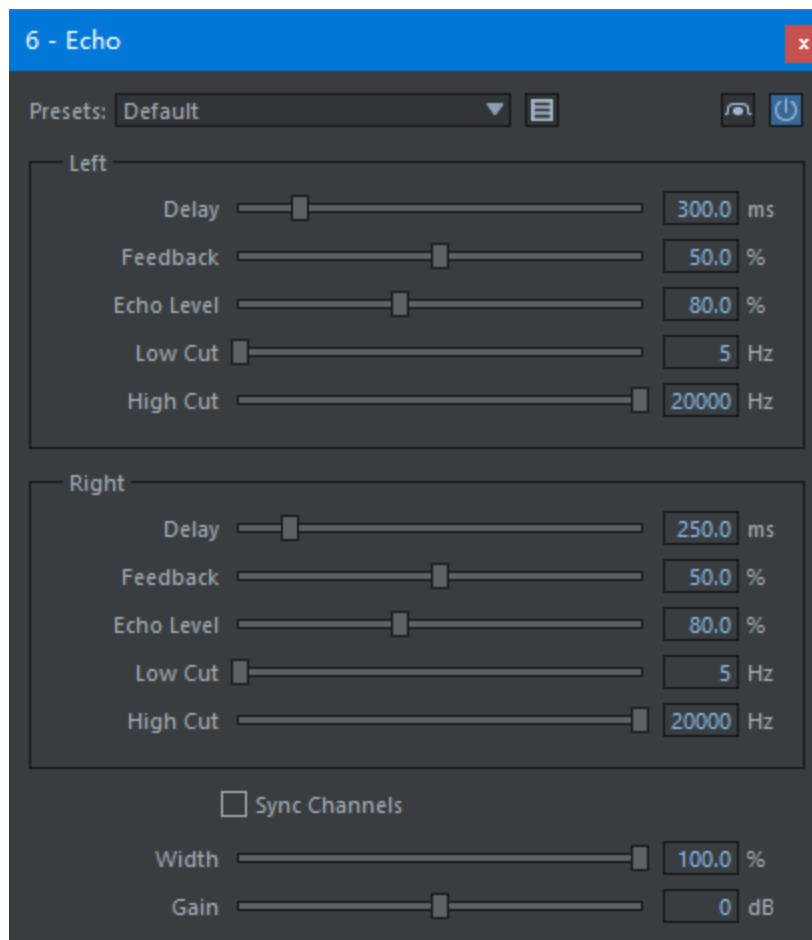 6 - Echo x
Presets: Default
Left
Delay 300.0 ms
Feedback 50.0 %
Echo Level 80.0 %
Low Cut 5 Hz
High Cut 20000 Hz
Right
Delay 250.0 ms
Feedback 50.0 %
Echo Level 80.0 %
Low Cut 5 Hz
High Cut 20000 Hz
Sync Channels
Width 100.0 %
Gain 0 dB